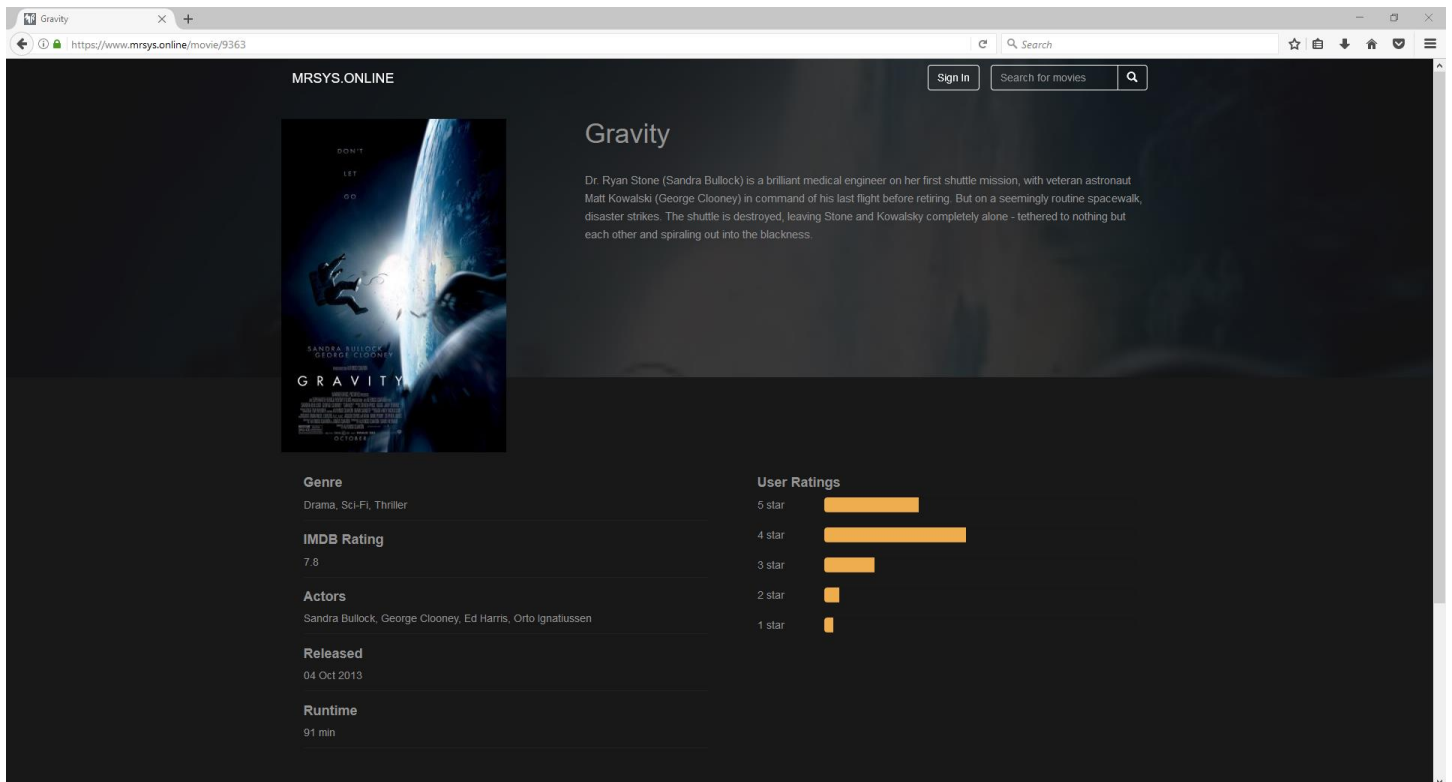 Gravity
https://www.mrsys.online/movie/9363
Search
MRSYS.ONLINE
Sign In
Search for movies
DON'T
LET
GO
SANDRA BULLOCK
GEORGE CLOONEY
GRAVITY
OCTOBER
Gravity
Dr. Ryan Stone (Sandra Bullock) is a brilliant medical engineer on her first shuttle mission, with veteran astronaut
Matt Kowalski (George Clooney) in command of his last flight before retiring. But on a seemingly routine spacewalk,
disaster strikes. The shuttle is destroyed, leaving Stone and Kowalsky completely alone - tethered to nothing but
each other and spiraling out into the blackness.
Genre
Drama, Sci-Fi, Thriller
IMDB Rating
7.8
Actors
Sandra Bullock, George Clooney, Ed Harris, Orto Ignatiussen
Released
04 Oct 2013
Runtime
91 min
User Ratings
5 star
4 star
3 star
2 star
1 star